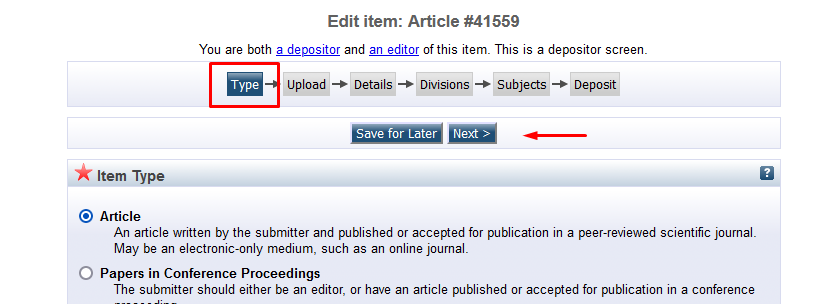 Edit item: Article #41559
You are both a depositor and an editor of this item. This is a depositor screen.
Type Upload Details Divisions Subjects Deposit
Save for Later Next >
Item Type ?
Article
An article written by the submitter and published or accepted for publication in a peer-reviewed scientific journal.
May be an electronic-only medium, such as an online journal.
Papers in Conference Proceedings
The submitter should either be an editor, or have an article published or accepted for publication in a conference
proceeding